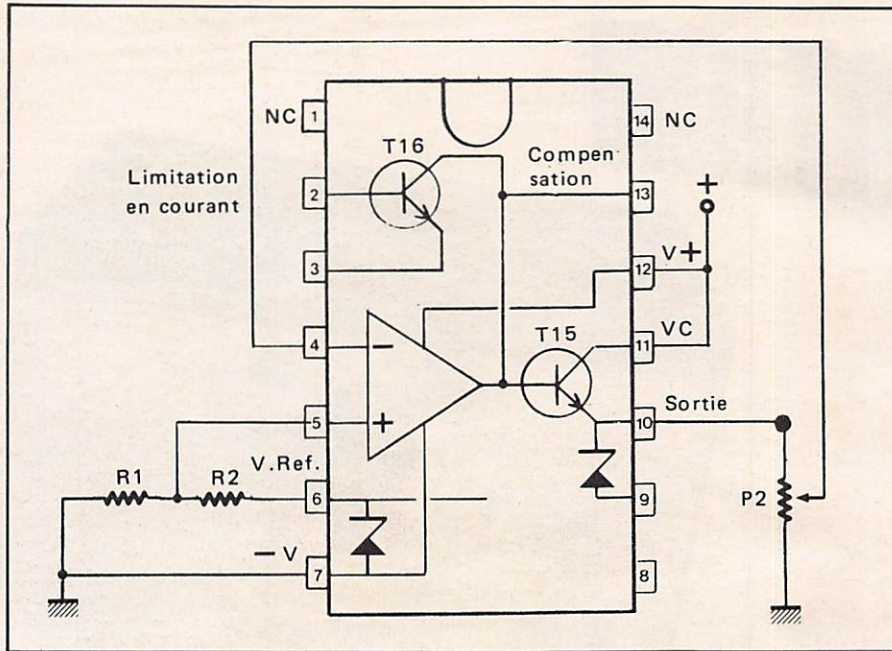 NC
1
14
NC
T16
Limitation
en courant
2
Compen
sation
13
+
3
V +
12
4
–
T15
VC
11
5
+
Sortie
10
V.Ref.
R1
R2
6
9
P2
– V
7
8